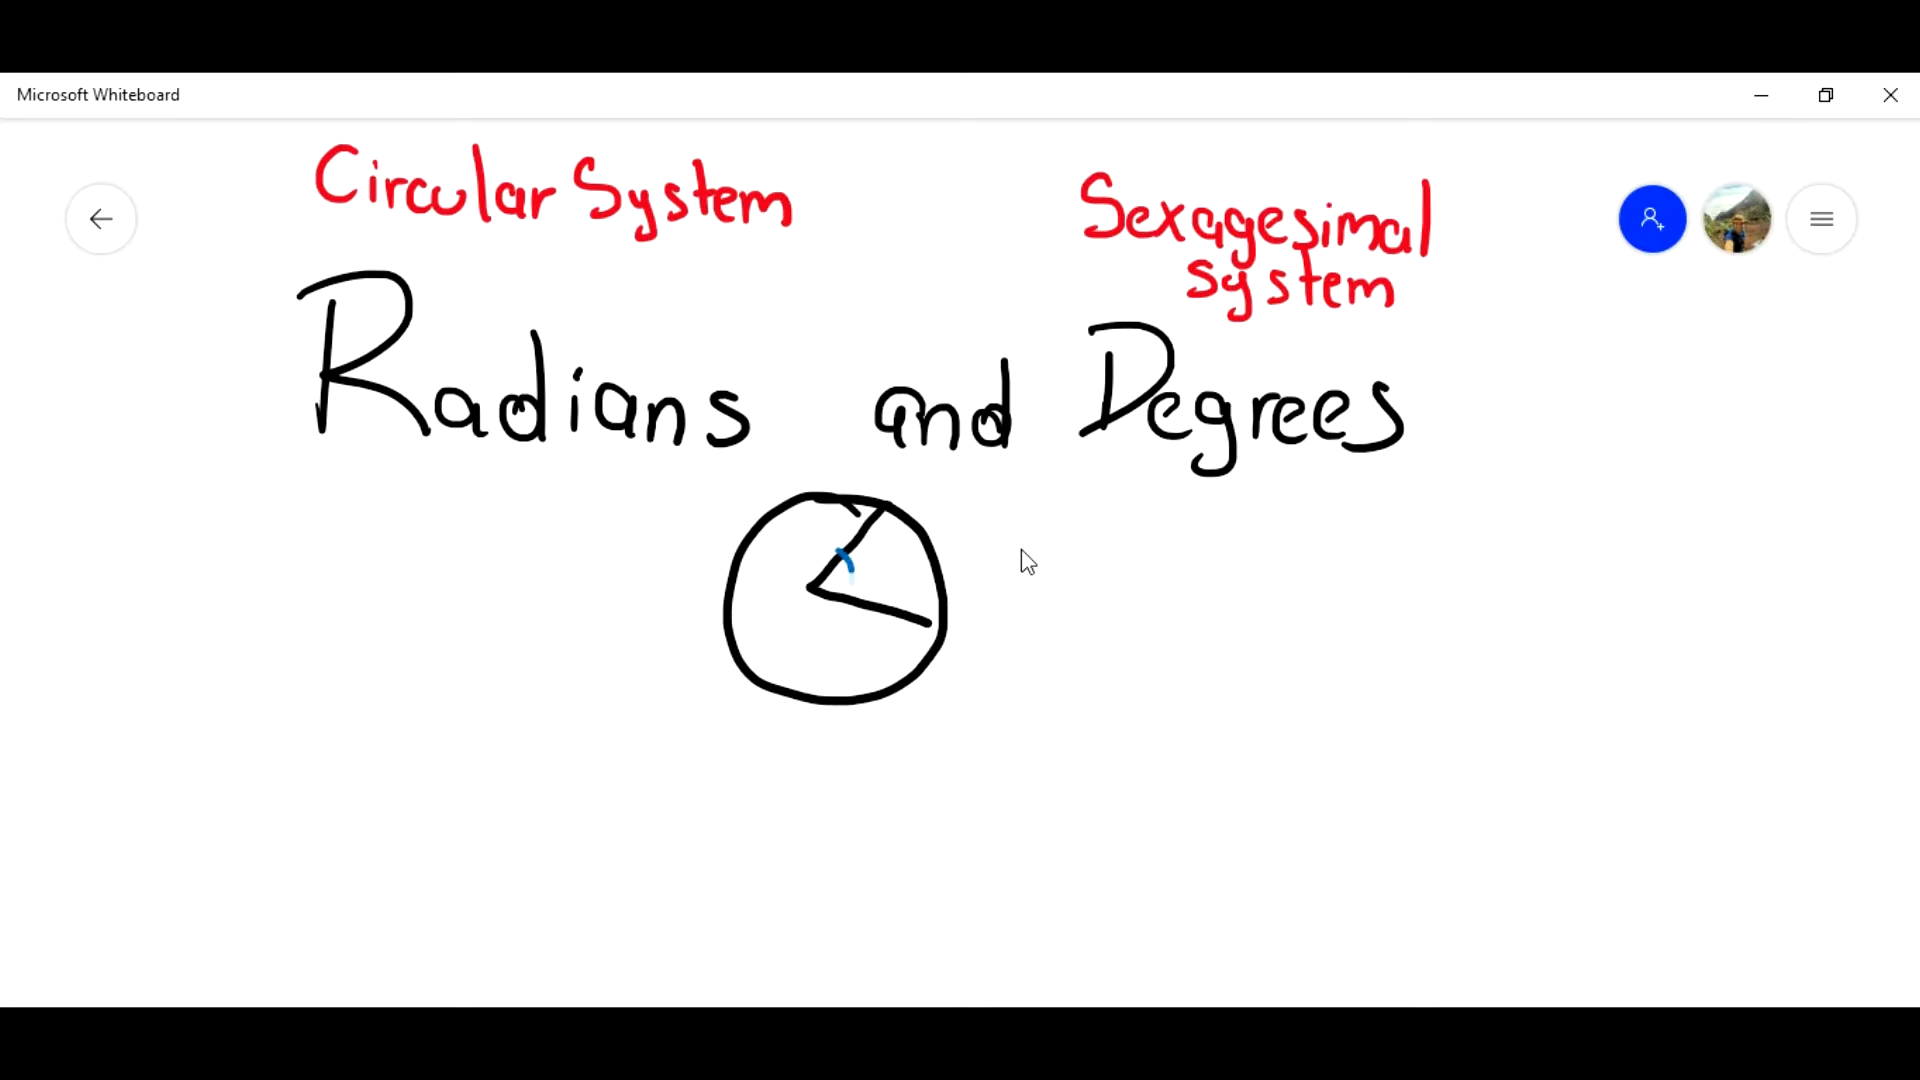 Microsoft Whiteboard
Circular System
Sexagesimal
system
Radians and Degrees